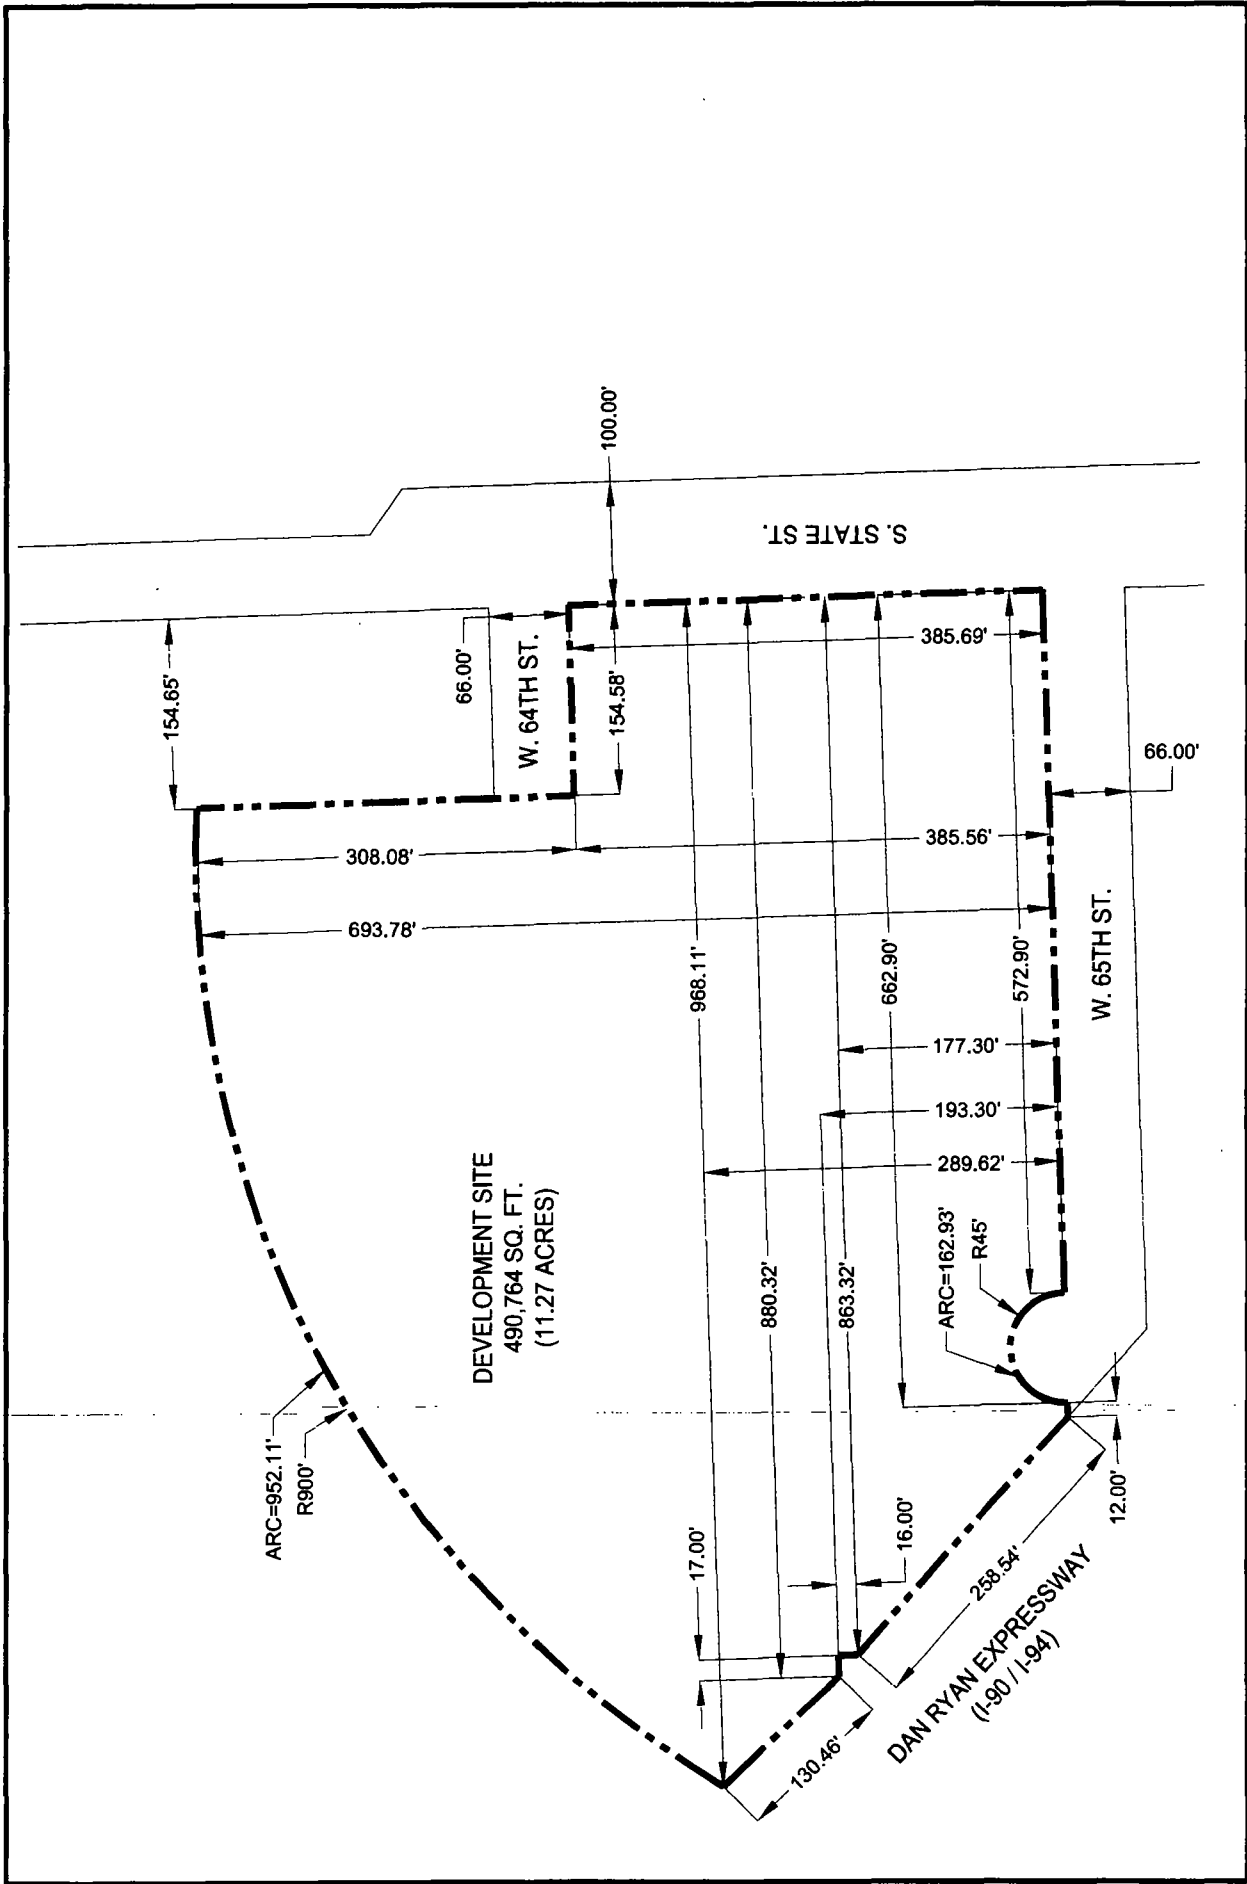 100.00'
S. STATE ST.
154.65'
66.00'
W. 64TH ST.
154.58'
385.69'
66.00'
308.08'
385.56'
693.78'
968.11'
662.90'
572.90'
W. 65TH ST.
177.30'
193.30'
289.62'
DEVELOPMENT SITE
490,764 SQ. FT.
(11.27 ACRES)
880.32'
863.32'
ARC=162.93'
R45'
ARC=952.11'
R900'
17.00'
16.00'
12.00'
258.54'
130.46'
DAN RYAN EXPRESSWAY
(I-90 / I-94)